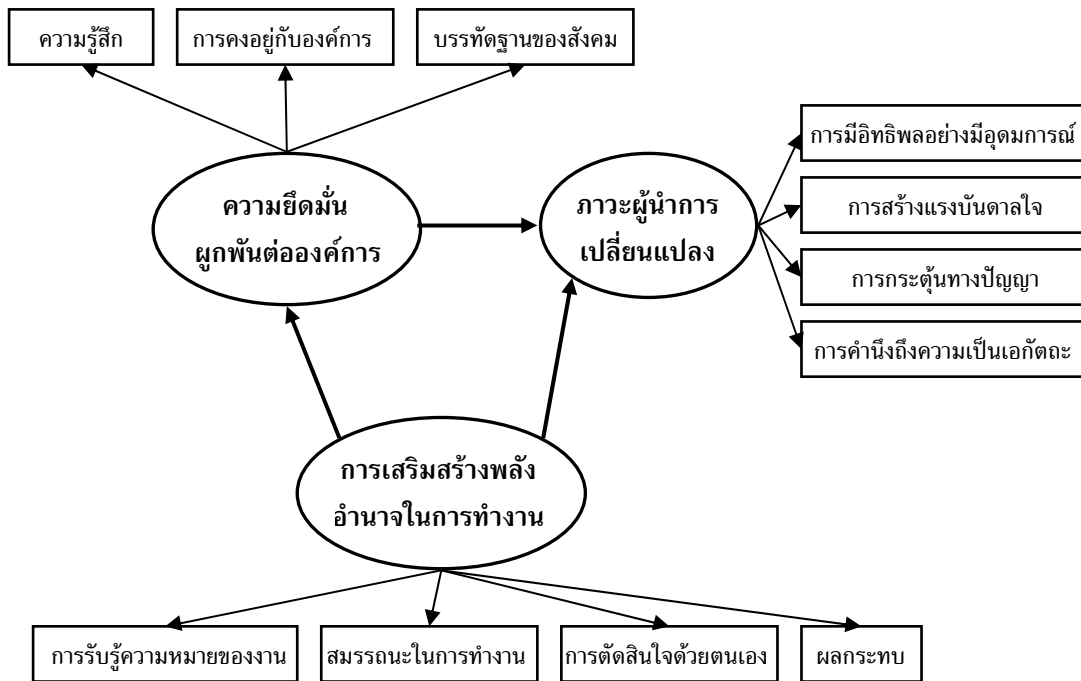 ความรู้สึก
การคงอยู่กับองค์การ
บรรทัดฐานของสังคม
ความยึดมั่น
ผูกพันต่อองค์การ
ภาวะผู้นำการ
เปลี่ยนแปลง
การมีอิทธิพลอย่างมีอุดมการณ์
การสร้างแรงบันดาลใจ
การกระตุ้นทางปัญญา
การคำนึงถึงความเป็นเอกัตถะ
การเสริมสร้างพลัง
อำนาจในการทำงาน
การรับรู้ความหมายของงาน
สมรรถนะในการทำงาน
การตัดสินใจด้วยตนเอง
ผลกระทบ